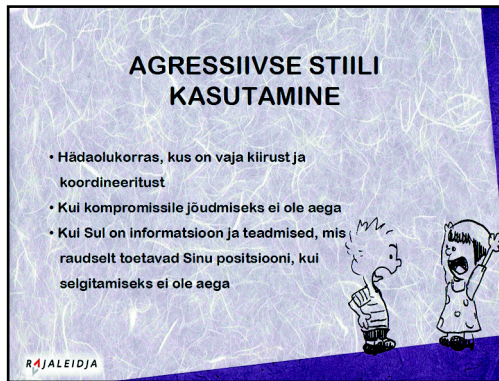 AGRESSIIVSE STIILI
KASUTAMINE
• Hädaolukorras, kus on vaja kiirust ja
koordineeritust
• Kui kompromissile jõudmiseks ei ole aega
• Kui Sul on informatsioon ja teadmised, mis
raudselt toetavad Sinu positsiooni, kui
selgitamiseks ei ole aega
RAJALEIDJA